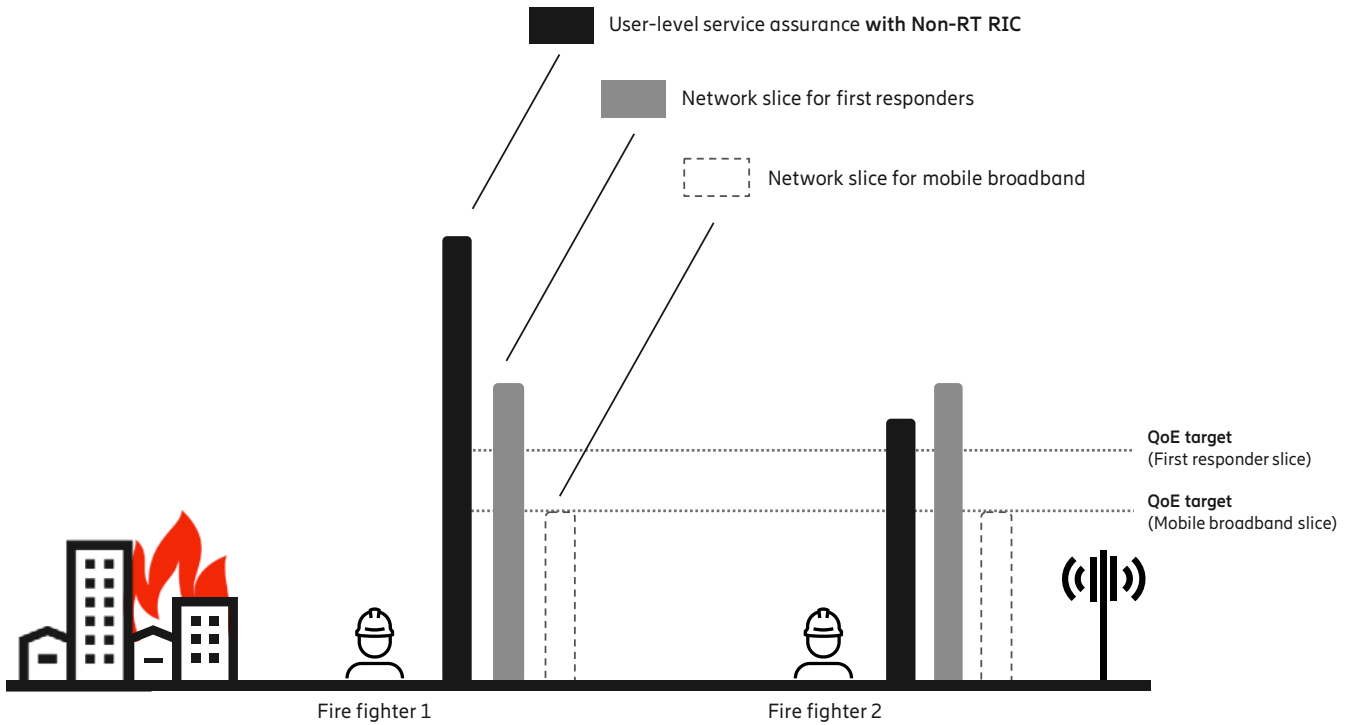 User-level service assurance with Non-RT RIC
Network slice for first responders
Network slice for mobile broadband
QoE target
(First responder slice)
QoE target
(Mobile broadband slice)
Fire fighter 1
Fire fighter 2